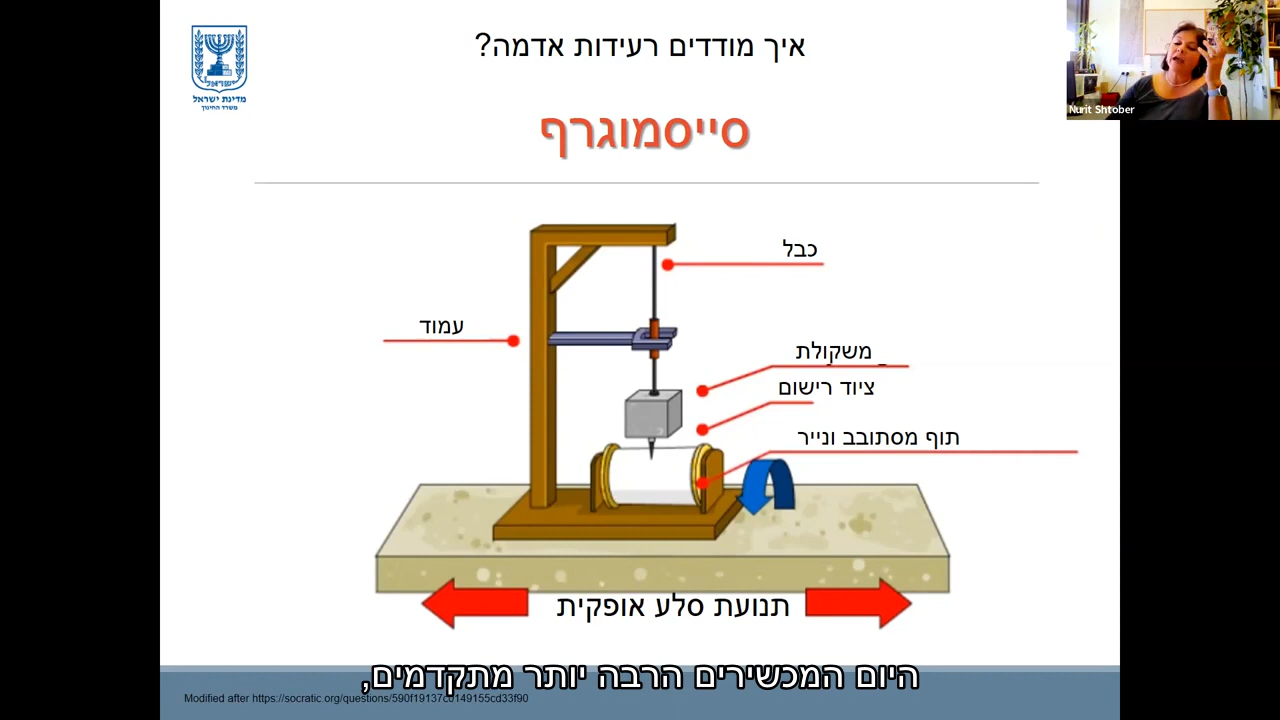 איך מודדים רעידות אדמה?
מדינת ישראל
משרד החינוך
Nurit Shtober
סייסמוגרף
כבל
עמוד
משקולת
ציוד רישום
תוף מסתובב ונייר
תנועת סלע אופקית
היום המכשירים הרבה יותר מתקדמים,
Modified after https://socratic.org/questions/590f19137c0149155cd33f90